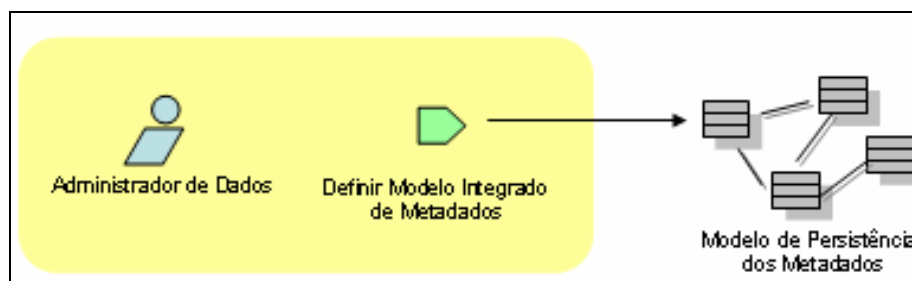 Administrador de Dados
Definir Modelo Integrado
de Metadados
Modelo de Persistência
dos Metadados